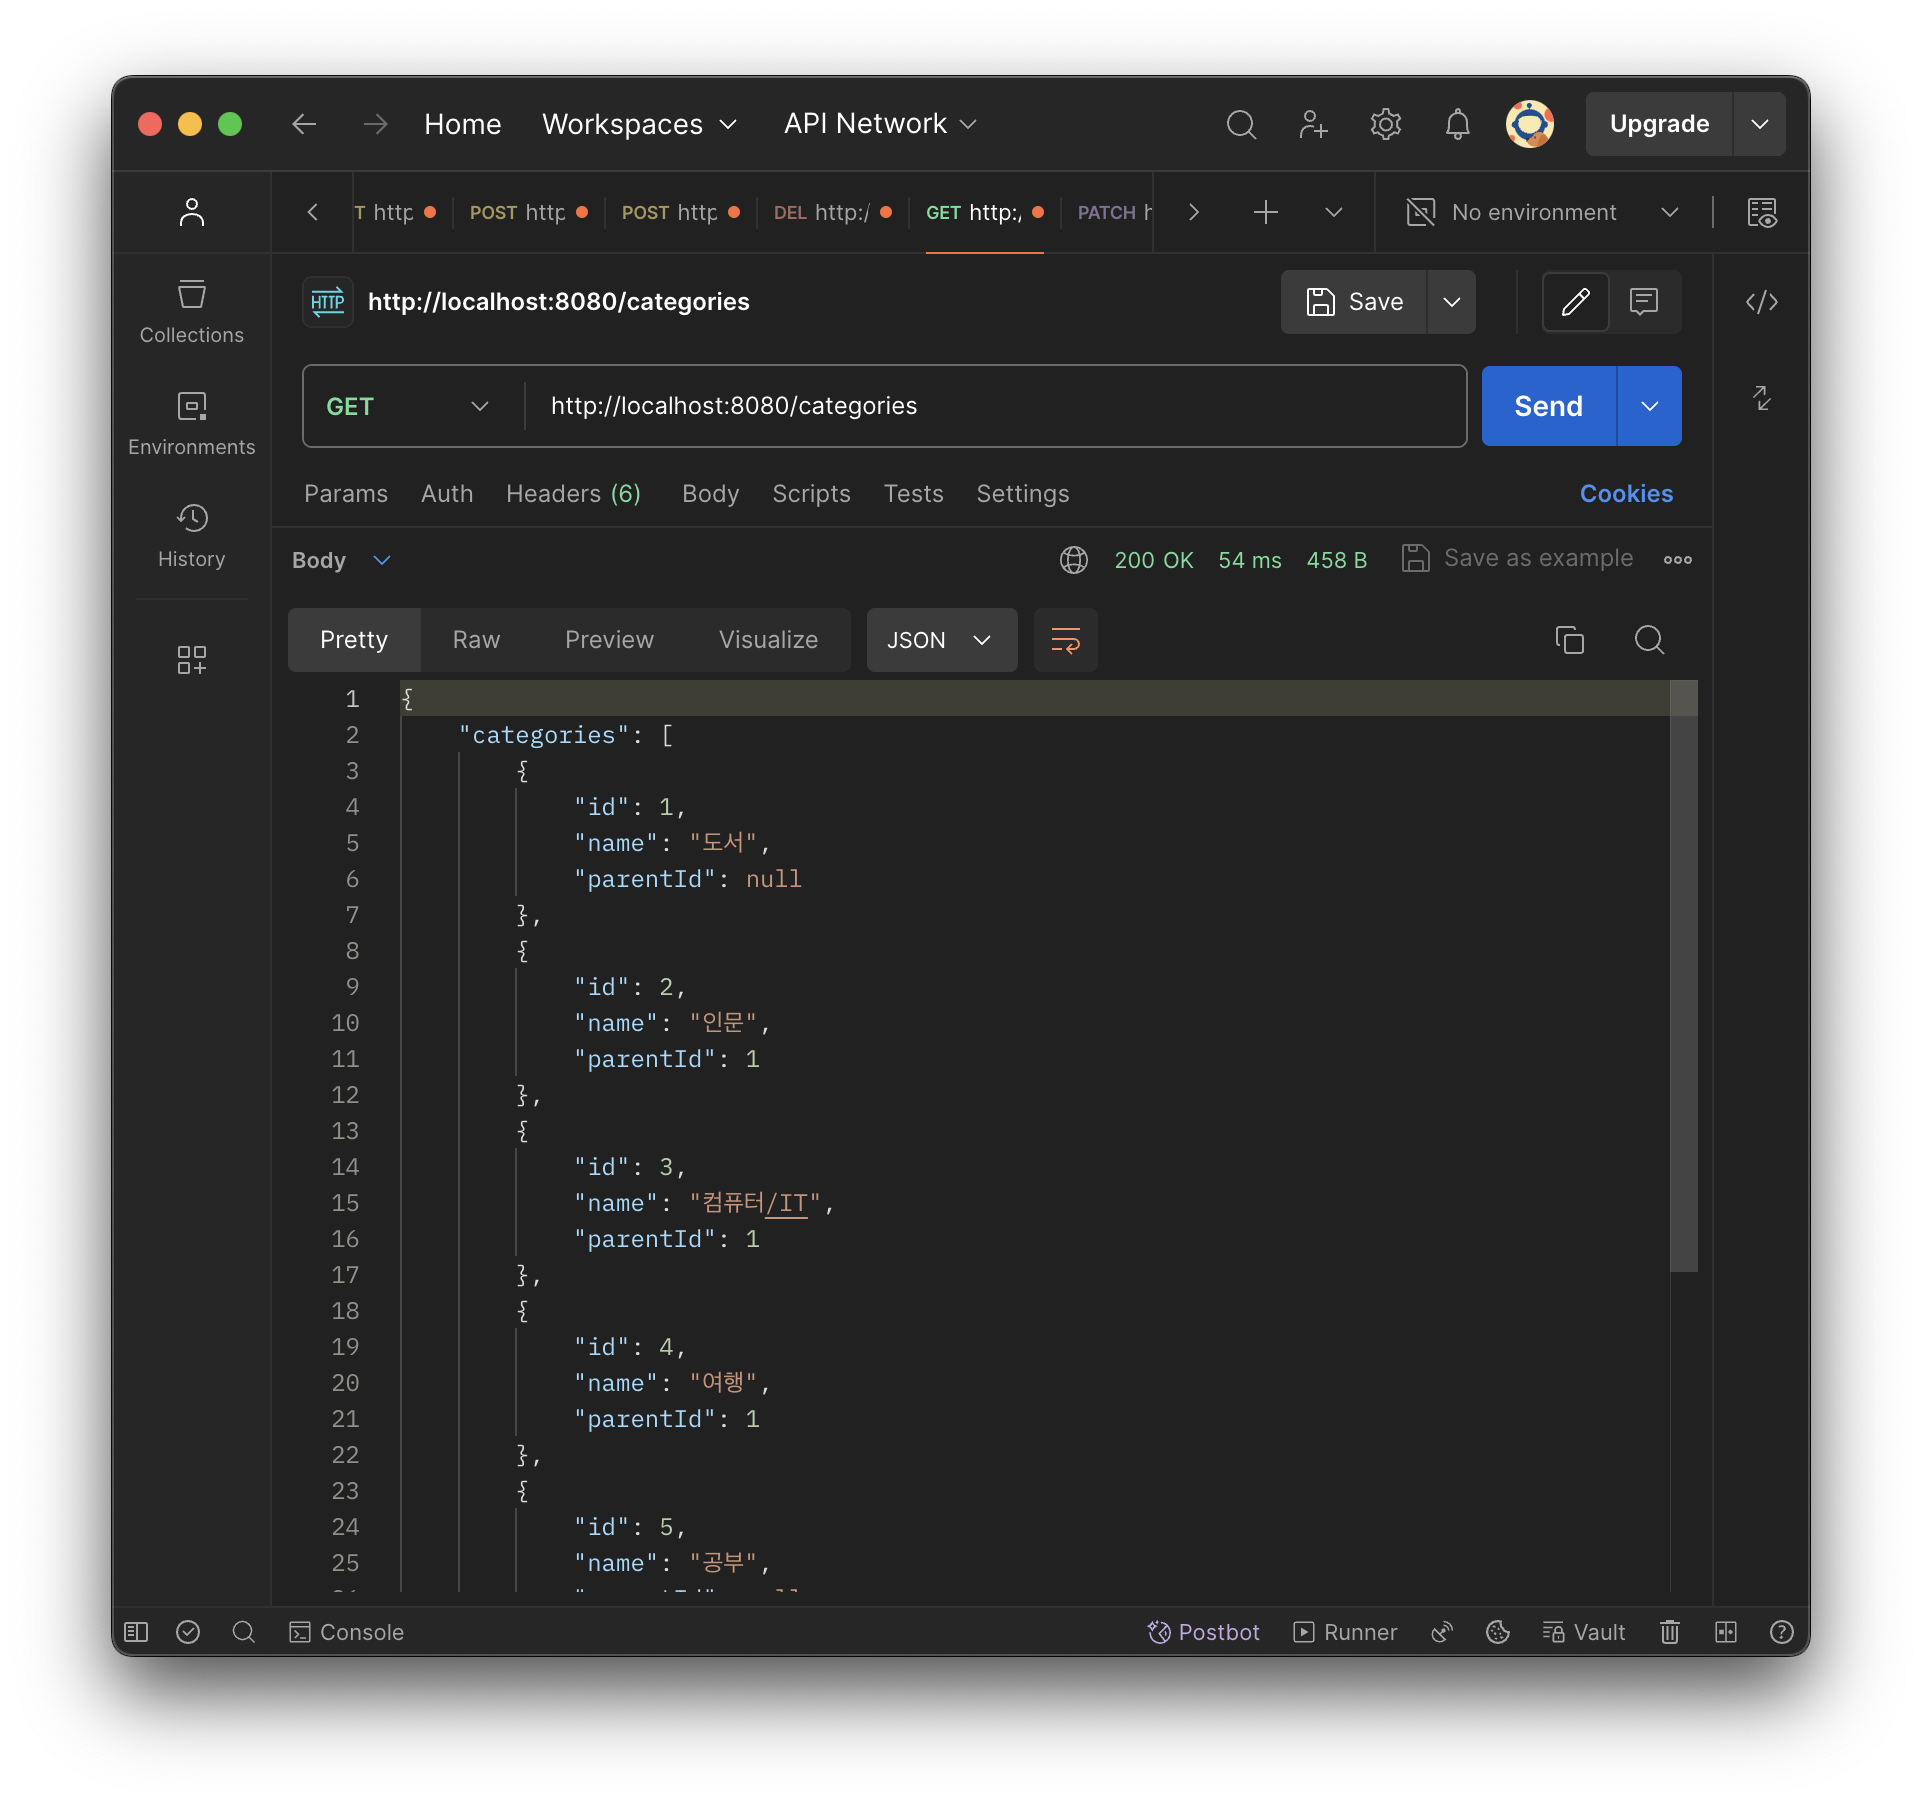 Home Workspaces API Network Upgrade
T http POST http POST http DEL http:/ GET http:/ PATCH h No environment
HTTP http://localhost:8080/categories Save
Collections
GET http://localhost:8080/categories Send
Environments
Params Auth Headers (6) Body Scripts Tests Settings Cookies
History
Body 200 OK 54 ms 458 B Save as example
Pretty Raw Preview Visualize JSON
1 {
2 "categories": [
3 {
4 "id": 1,
5 "name": "도서",
6 "parentId": null
7 },
8 {
9 "id": 2,
10 "name": "인문",
11 "parentId": 1
12 },
13 {
14 "id": 3,
15 "name": "컴퓨터/IT",
16 "parentId": 1
17 },
18 {
19 "id": 4,
20 "name": "여행",
21 "parentId": 1
22 },
23 {
24 "id": 5,
25 "name": "공부",
Console Postbot Runner Vault